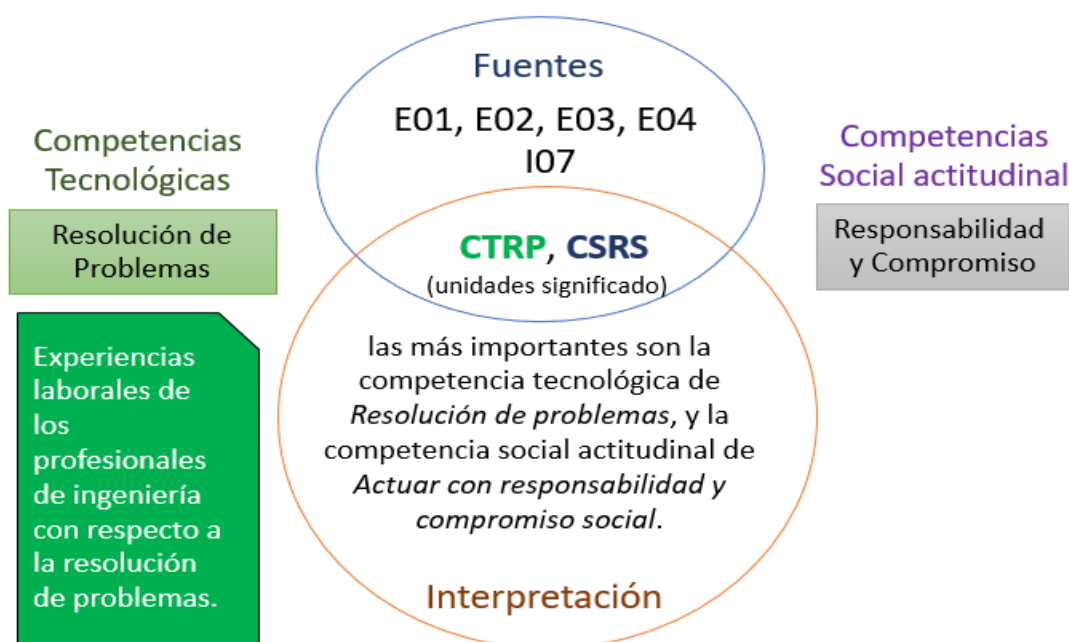 Fuentes
E01, E02, E03, E04
I07
Competencias
Tecnológicas
Resolución de
Problemas
Experiencias
laborales de
los
profesionales
de ingeniería
con respecto a
la resolución
de problemas.
CTRP, CSRS
(unidades significado)
las más importantes son la
competencia tecnológica de
Resolución de problemas, y la
competencia social actitudinal de
Actuar con responsabilidad y
compromiso social.
Interpretación
Competencias
Social actitudinal
Responsabilidad
y Compromiso